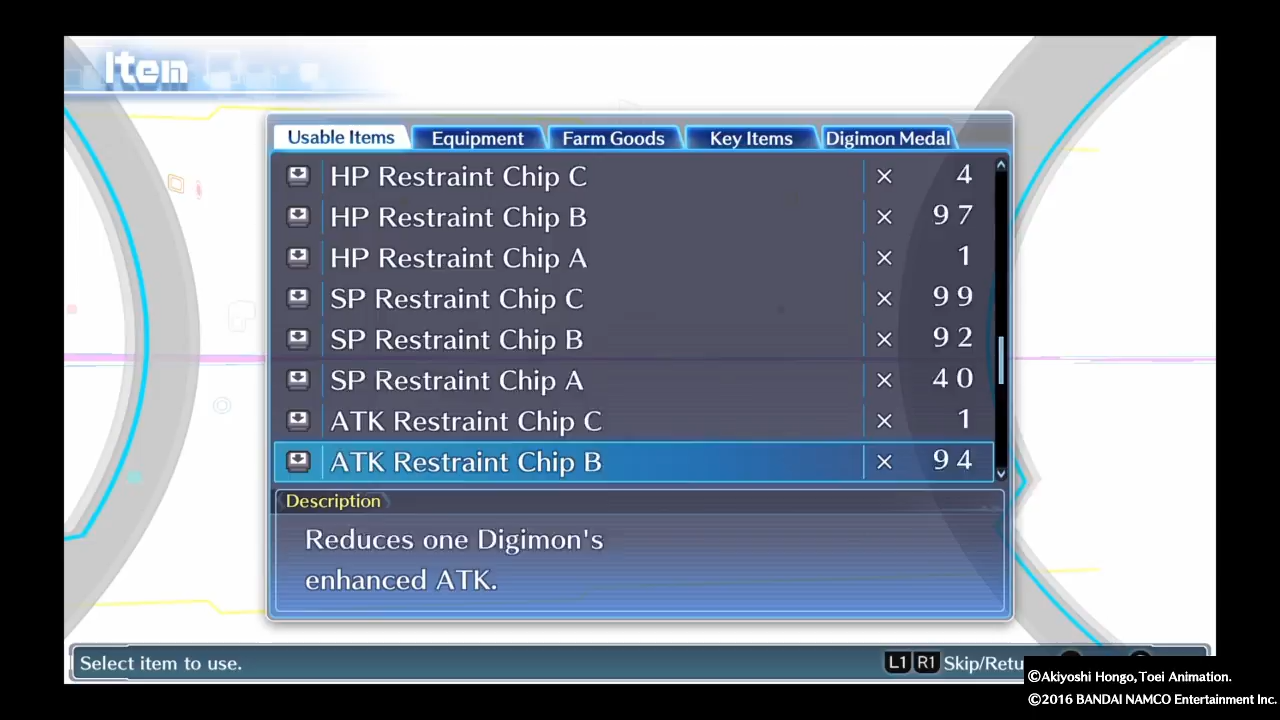 Item
Usable Items Equipment Farm Goods Key Items Digimon Medal
HP Restraint Chip C × 4
HP Restraint Chip B × 97
HP Restraint Chip A × 1
SP Restraint Chip C × 99
SP Restraint Chip B × 92
SP Restraint Chip A × 40
ATK Restraint Chip C × 1
ATK Restraint Chip B × 94
Description
Reduces one Digimon's
enhanced ATK.
Select item to use. L1 R1 Skip/Retu
©Akiyoshi Hongo, Toei Animation.
©2016 BANDAI NAMCO Entertainment Inc.